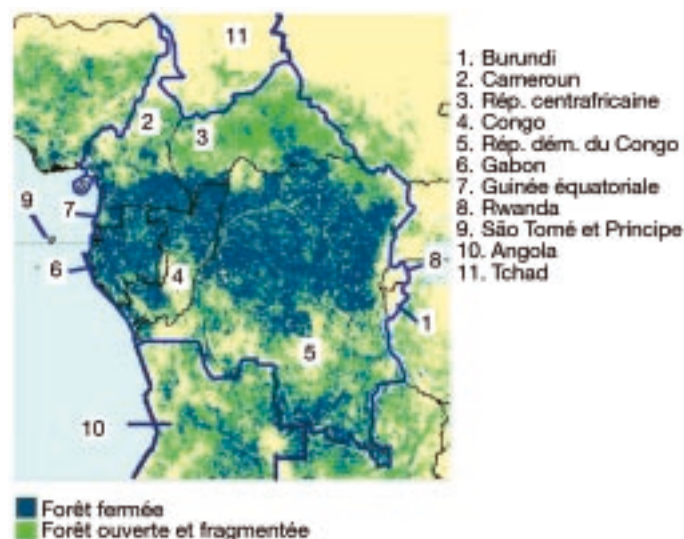 11
2
3
9
7
4
8
6
5
1
10
1. Burundi
2. Cameroun
3. Rép. centrafricaine
4. Congo
5. Rép. dém. du Congo
6. Gabon
7. Guinée équatoriale
8. Rwanda
9. São Tomé et Príncipe
10. Angola
11. Tchad
Forêt fermée
Forêt ouverte et fragmentée